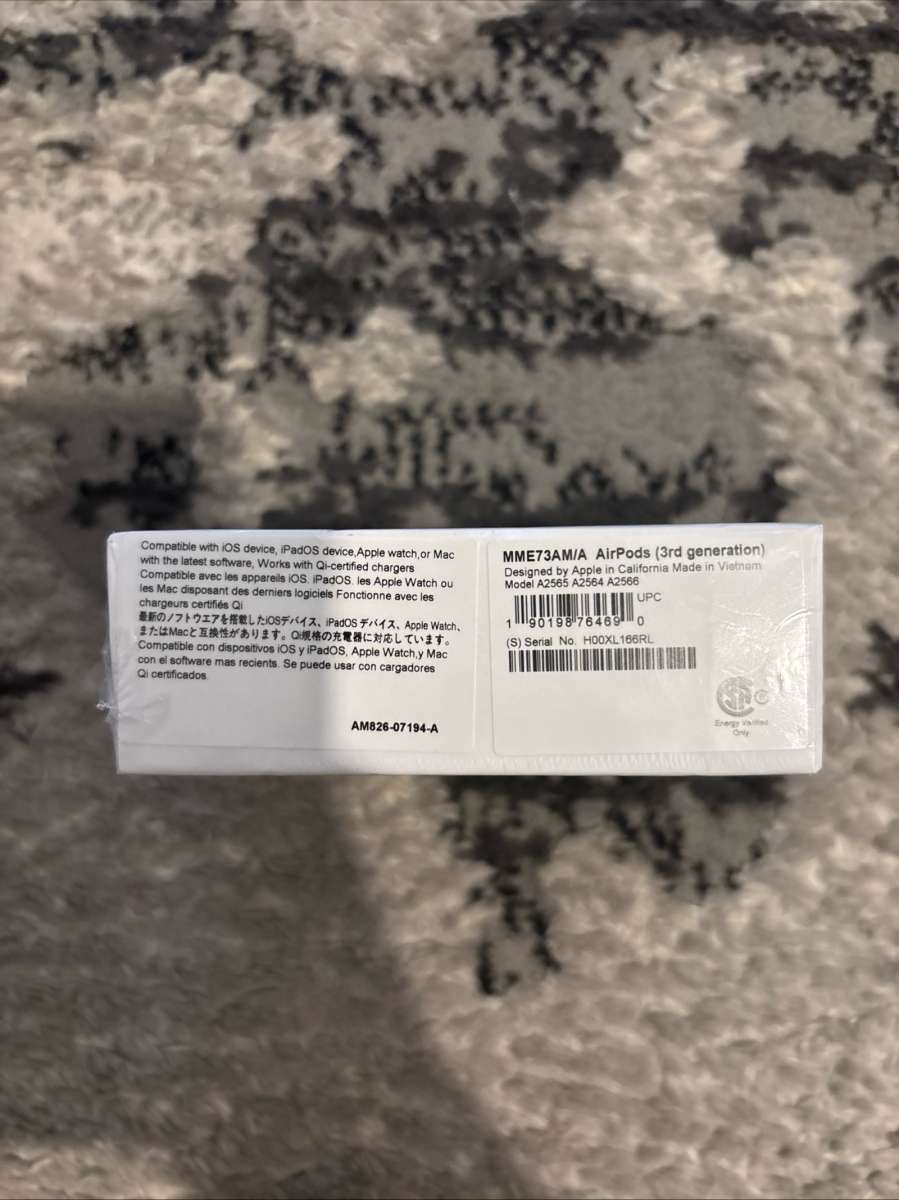 Compatible with iOS device, iPadOS device,Apple watch,or Mac
with the latest software, Works with Qi-certified chargers
Compatible avec les appareils iOS. iPadOS. les Apple Watch ou
les Mac disposant des derniers logiciels Fonctionne avec les
chargeurs certifiés Qi
最新のソフトウエアを搭載したiOSデバイス、iPadOS デバイス、Apple Watch、
またはMacと互換性があります。Qi規格の充電器に対応しています。
Compatible con dispositivos iOS y iPadOS, Apple Watch,y Mac
con el software mas recients. Se puede usar con cargadores
Qi certificados.
AM826-07194-A
MME73AM/A AirPods (3rd generation)
Designed by Apple in California Made in Vietnam
Model A2565 A2564 A2566
UPC
1 90198 76469 0
(S) Serial No. H00XL166RL
Energy Verified
Only